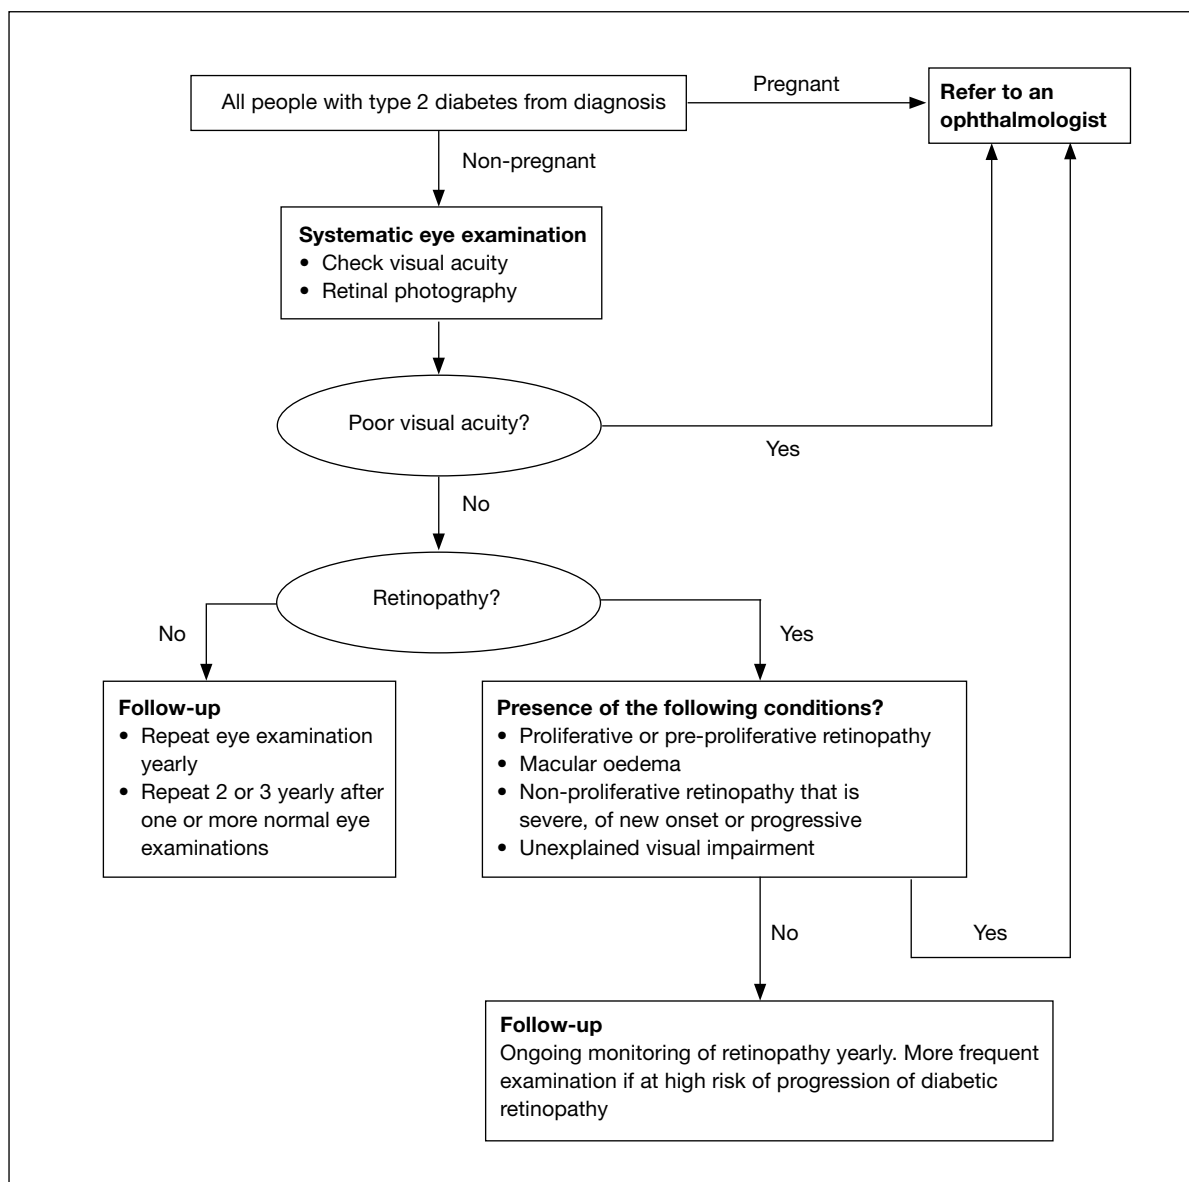 All people with type 2 diabetes from diagnosis
Pregnant
Refer to an
ophthalmologist
Non-pregnant
Systematic eye examination
• Check visual acuity
• Retinal photography
Poor visual acuity?
Yes
No
Retinopathy?
No
Yes
Follow-up
• Repeat eye examination
yearly
• Repeat 2 or 3 yearly after
one or more normal eye
examinations
Presence of the following conditions?
• Proliferative or pre-proliferative retinopathy
• Macular oedema
• Non-proliferative retinopathy that is
severe, of new onset or progressive
• Unexplained visual impairment
No
Yes
Follow-up
Ongoing monitoring of retinopathy yearly. More frequent
examination if at high risk of progression of diabetic
retinopathy